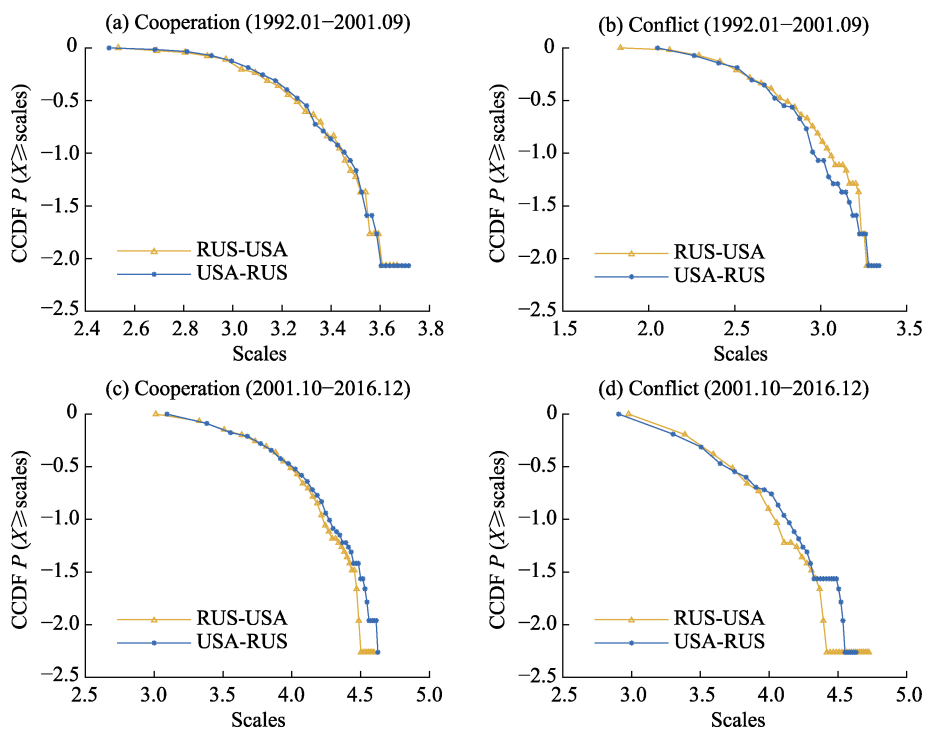 (a) Cooperation (1992.01−2001.09)
0
−0.5
−1.0
−1.5
−2.0
−2.5
CCDF P (X⩾scales)
RUS-USA
USA-RUS
2.4 2.6 2.8 3.0 3.2 3.4 3.6 3.8
Scales
(b) Conflict (1992.01−2001.09)
0
−0.5
−1.0
−1.5
−2.0
−2.5
CCDF P (X⩾scales)
RUS-USA
USA-RUS
1.5 2.0 2.5 3.0 3.5
Scales
(c) Cooperation (2001.10−2016.12)
0
−0.5
−1.0
−1.5
−2.0
−2.5
CCDF P (X⩾scales)
RUS-USA
USA-RUS
2.5 3.0 3.5 4.0 4.5 5.0
Scales
(d) Conflict (2001.10−2016.12)
0
−0.5
−1.0
−1.5
−2.0
−2.5
CCDF P (X⩾scales)
RUS-USA
USA-RUS
2.5 2.9 3.5 4.0 4.5 5.0
Scales